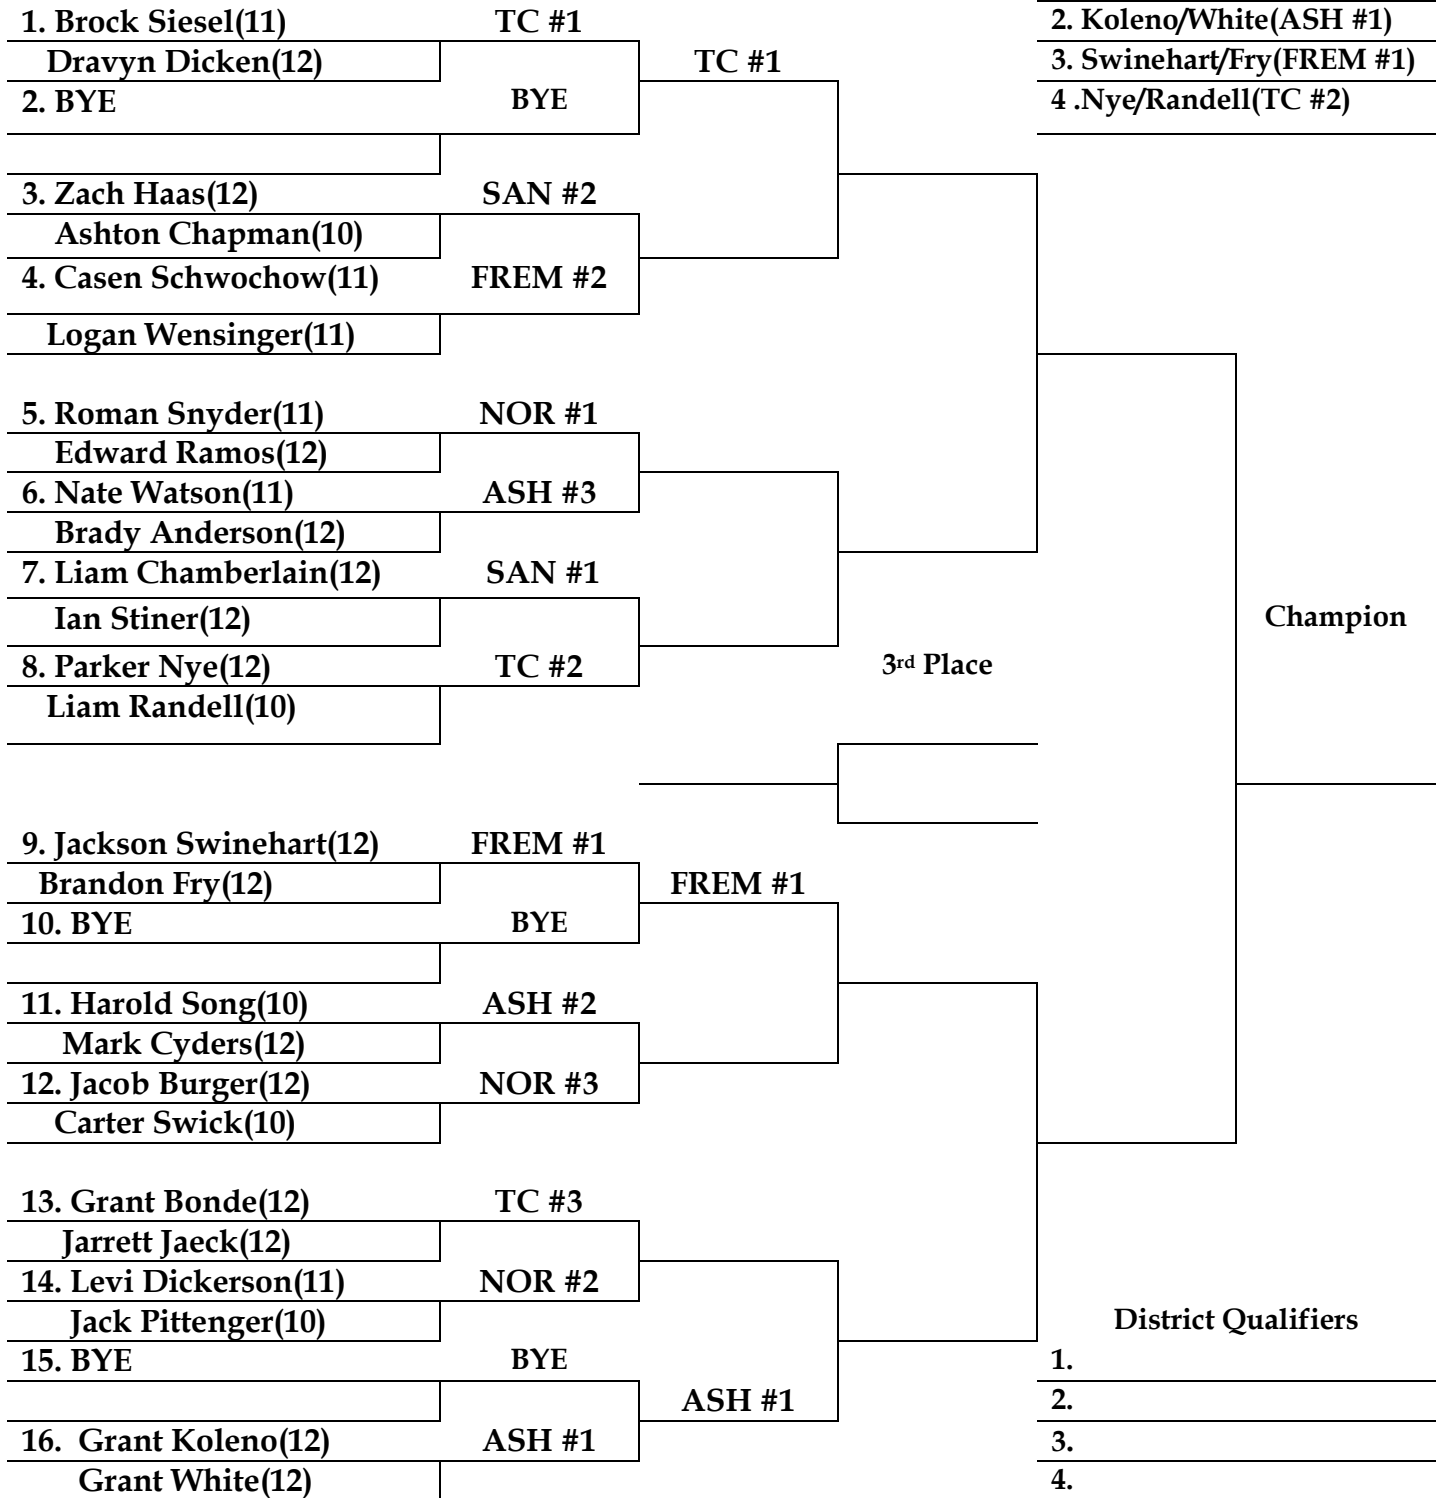 1. Brock Siesel(11) TC #1 2. Koleno/White(ASH #1)
Dravyn Dicken(12) TC #1 3. Swinehart/Fry(FREM #1)
2. BYE BYE 4 .Nye/Randell(TC #2)
3. Zach Haas(12) SAN #2
Ashton Chapman(10)
4. Casen Schwochow(11) FREM #2
Logan Wensinger(11)
5. Roman Snyder(11) NOR #1
Edward Ramos(12)
6. Nate Watson(11) ASH #3
Brady Anderson(12)
7. Liam Chamberlain(12) SAN #1
Ian Stiner(12) Champion
8. Parker Nye(12) TC #2 3rd Place
Liam Randell(10)
9. Jackson Swinehart(12) FREM #1
Brandon Fry(12) FREM #1
10. BYE BYE
11. Harold Song(10) ASH #2
Mark Cyders(12)
12. Jacob Burger(12) NOR #3
Carter Swick(10)
13. Grant Bonde(12) TC #3
Jarrett Jaeck(12)
14. Levi Dickerson(11) NOR #2
Jack Pittenger(10) District Qualifiers
15. BYE BYE 1.
ASH #1 2.
16. Grant Koleno(12) ASH #1 3.
Grant White(12) 4.